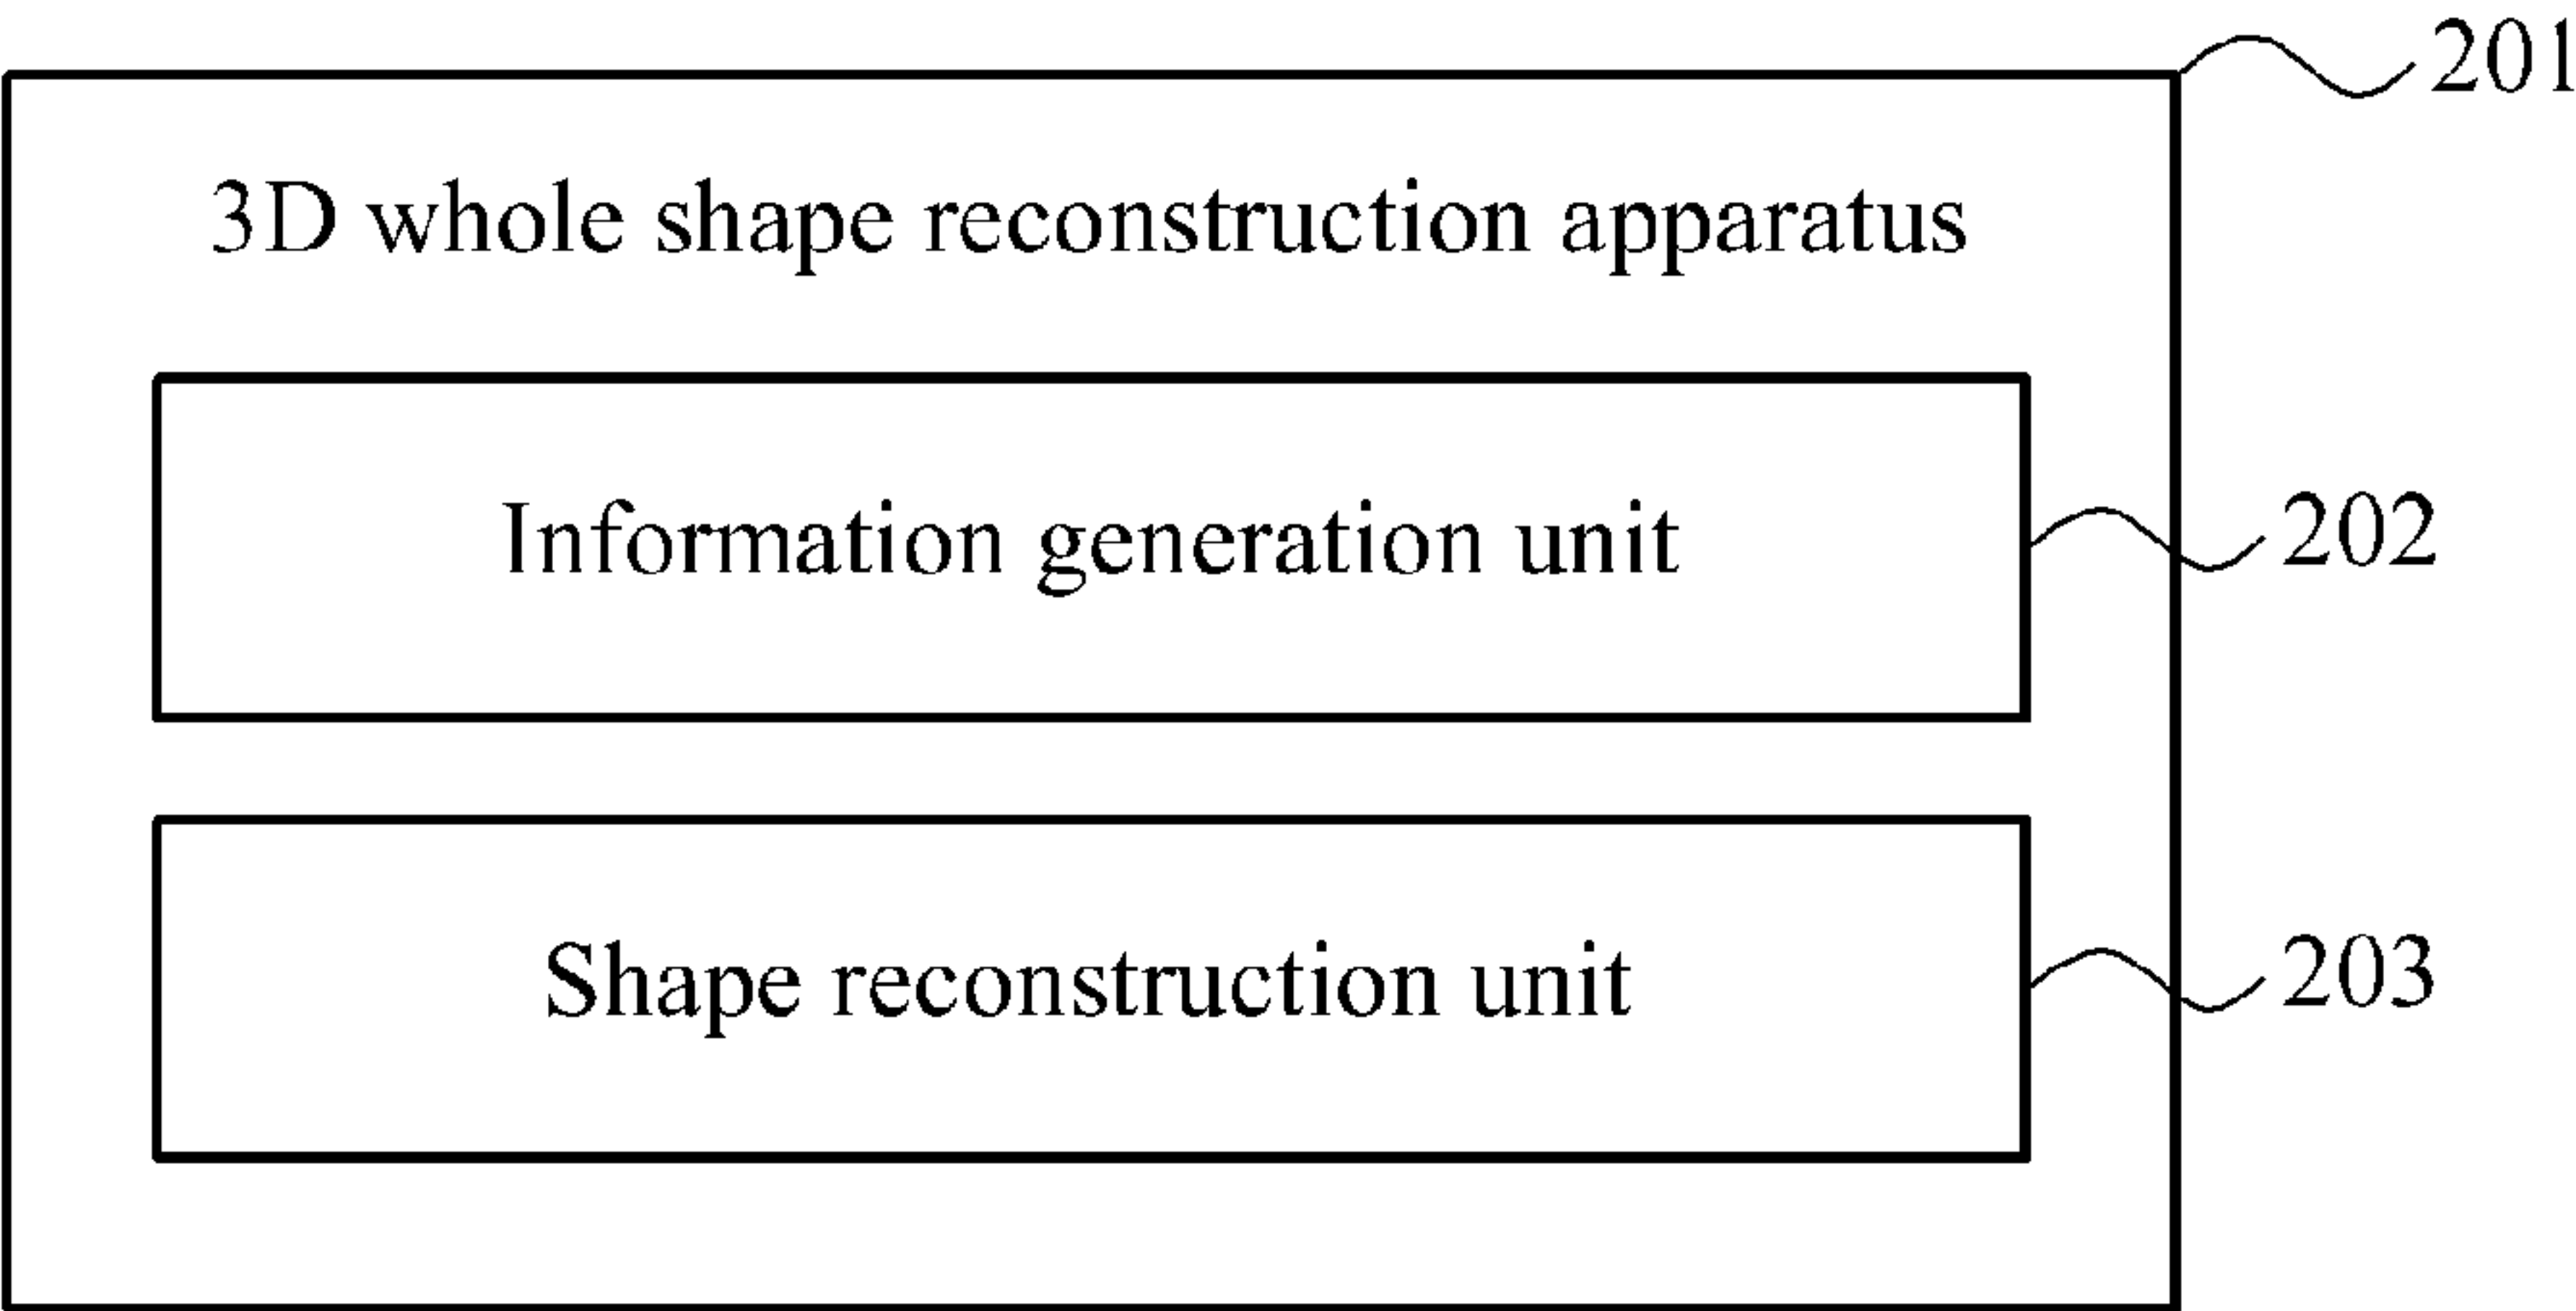 201
3D whole shape reconstruction apparatus
Information generation unit
202
Shape reconstruction unit
203